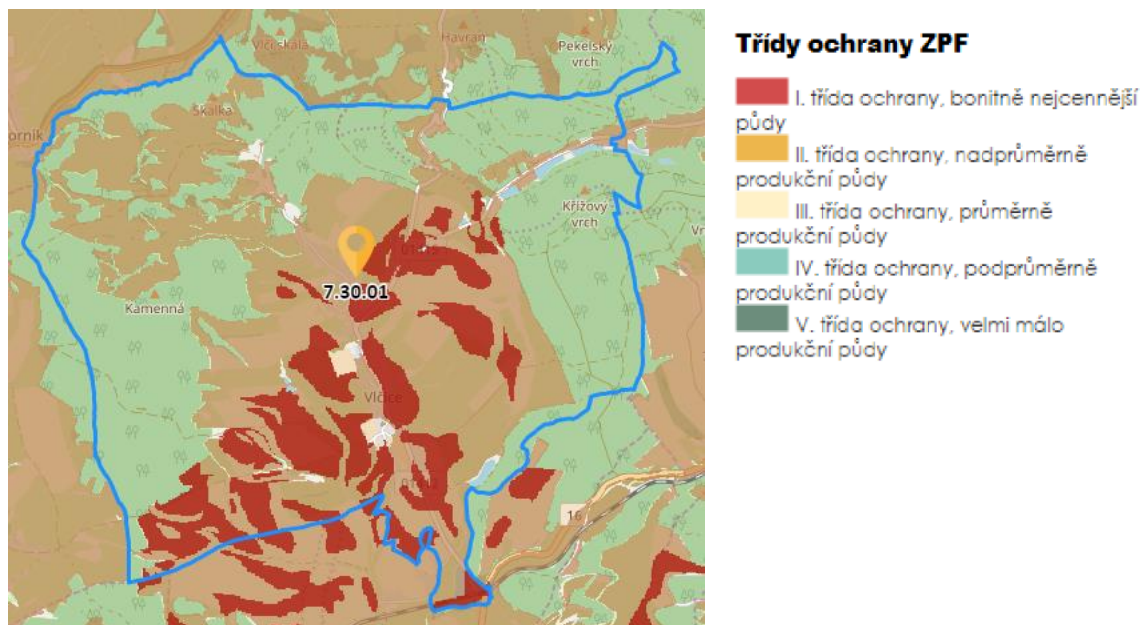 Vlčí skála
Havran
Pekelský
vrch
Skalka
Křížový
vrch
7.30.01
Kamenná
Vlčice
16
Třídy ochrany ZPF
I. třída ochrany, bonitně nejcennější
půdy
II. třída ochrany, nadprůměrně
produkční půdy
III. třída ochrany, průměrně
produkční půdy
IV. třída ochrany, podprůměrně
produkční půdy
V. třída ochrany, velmi málo
produkční půdy